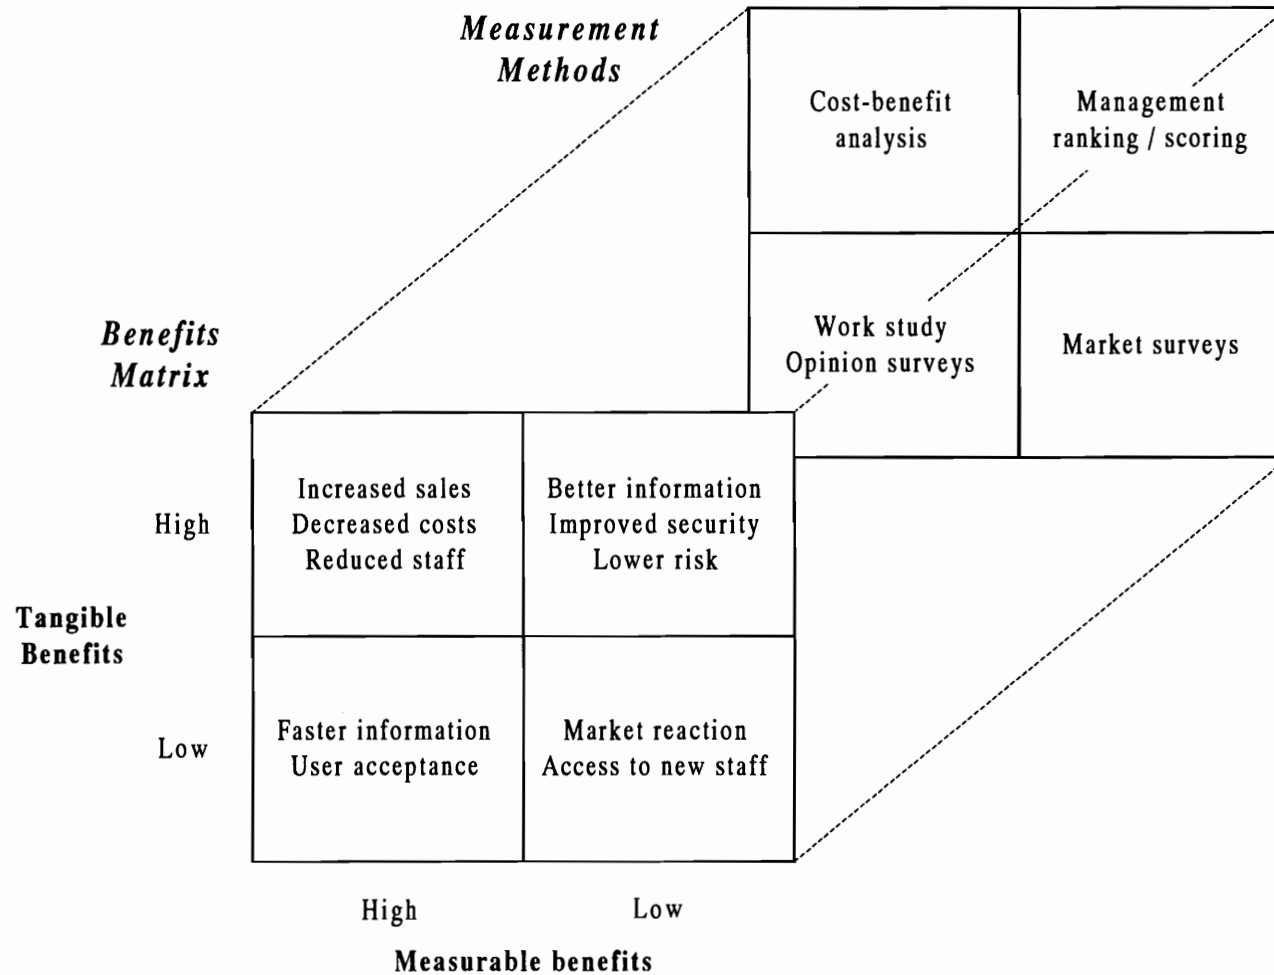 Measurement
Methods
Cost-benefit
analysis
Management
ranking / scoring
Work study
Opinion surveys
Market surveys
Benefits
Matrix
High
Increased sales
Decreased costs
Reduced staff
Better information
Improved security
Lower risk
Tangible
Benefits
Low
Faster information
User acceptance
Market reaction
Access to new staff
High
Low
Measurable benefits